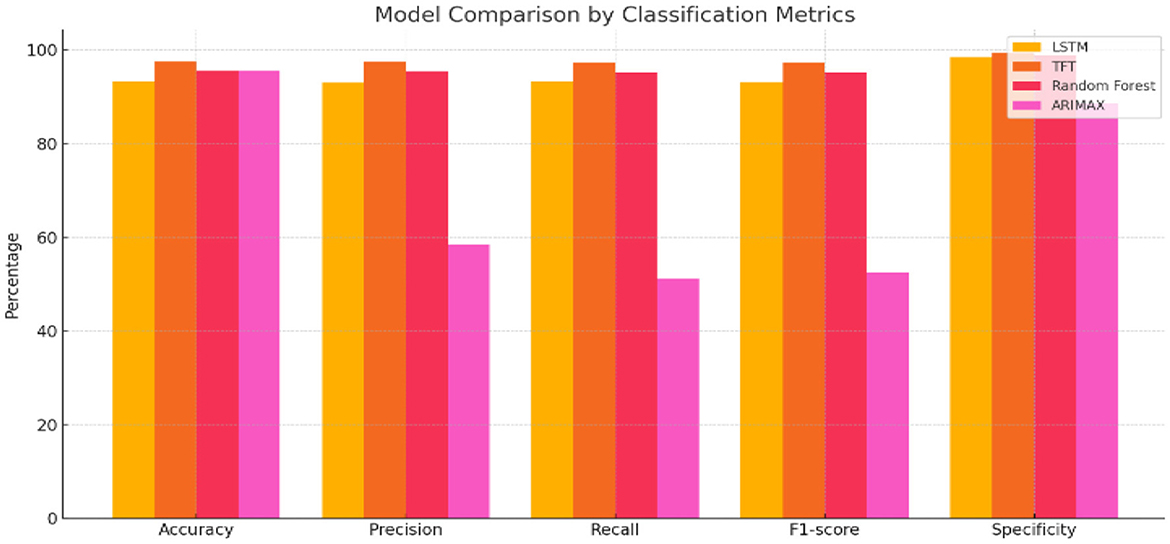 Model Comparison by Classification Metrics
LSTM
TFT
Random Forest
ARIMAX
Percentage
100
80
60
40
20
0
Accuracy Precision Recall F1-score Specificity